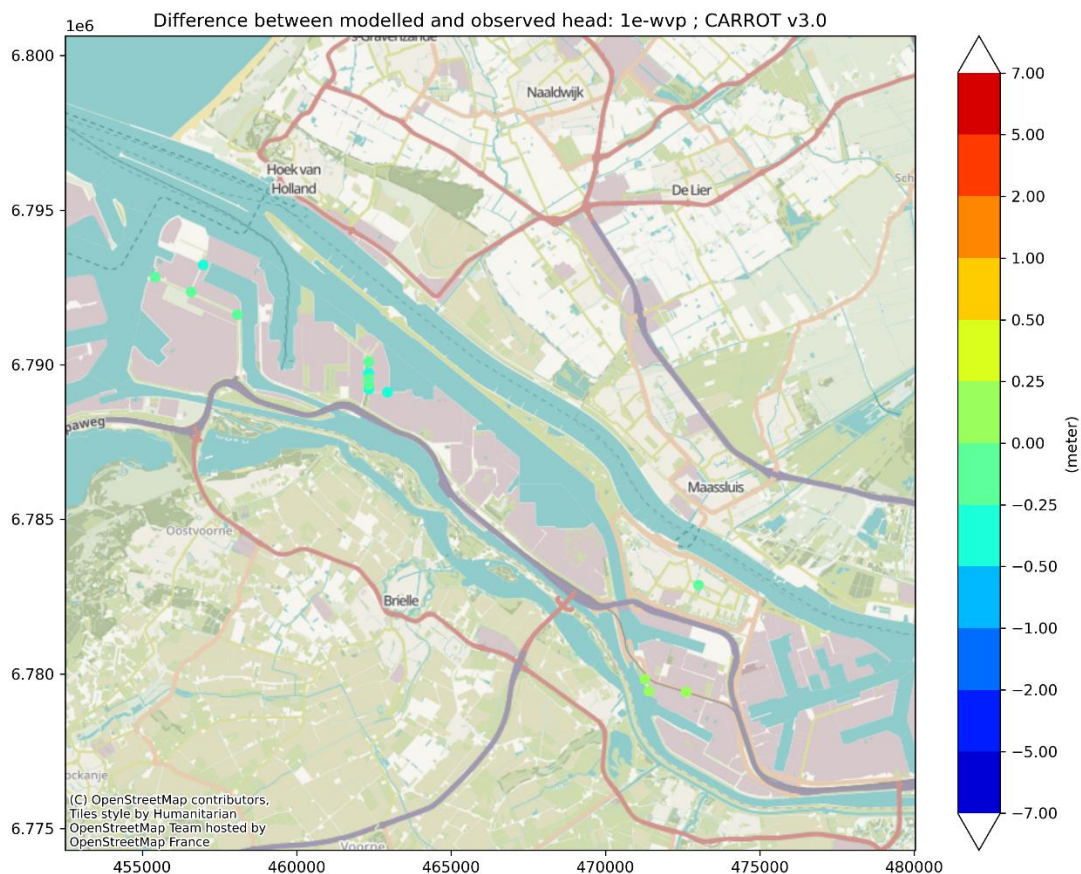 Difference between modelled and observed head: 1e-wvp ; CARROT v3.0
1e6
6.800
6.795
6.790
6.785
6.780
6.775
's-Gravenzande
Naaldwijk
Hoek van
Holland
De Lier
Sch
paweg
Maassluis
Oostvoorne
Brielle
ockanje
Voorne
(C) OpenStreetMap contributors,
Tiles style by Humanitarian
OpenStreetMap Team hosted by
OpenStreetMap France
455000 460000 465000 470000 475000 480000
7.00
5.00
2.00
1.00
0.50
0.25
0.00
−0.25
−0.50
−1.00
−2.00
−5.00
−7.00
(meter)